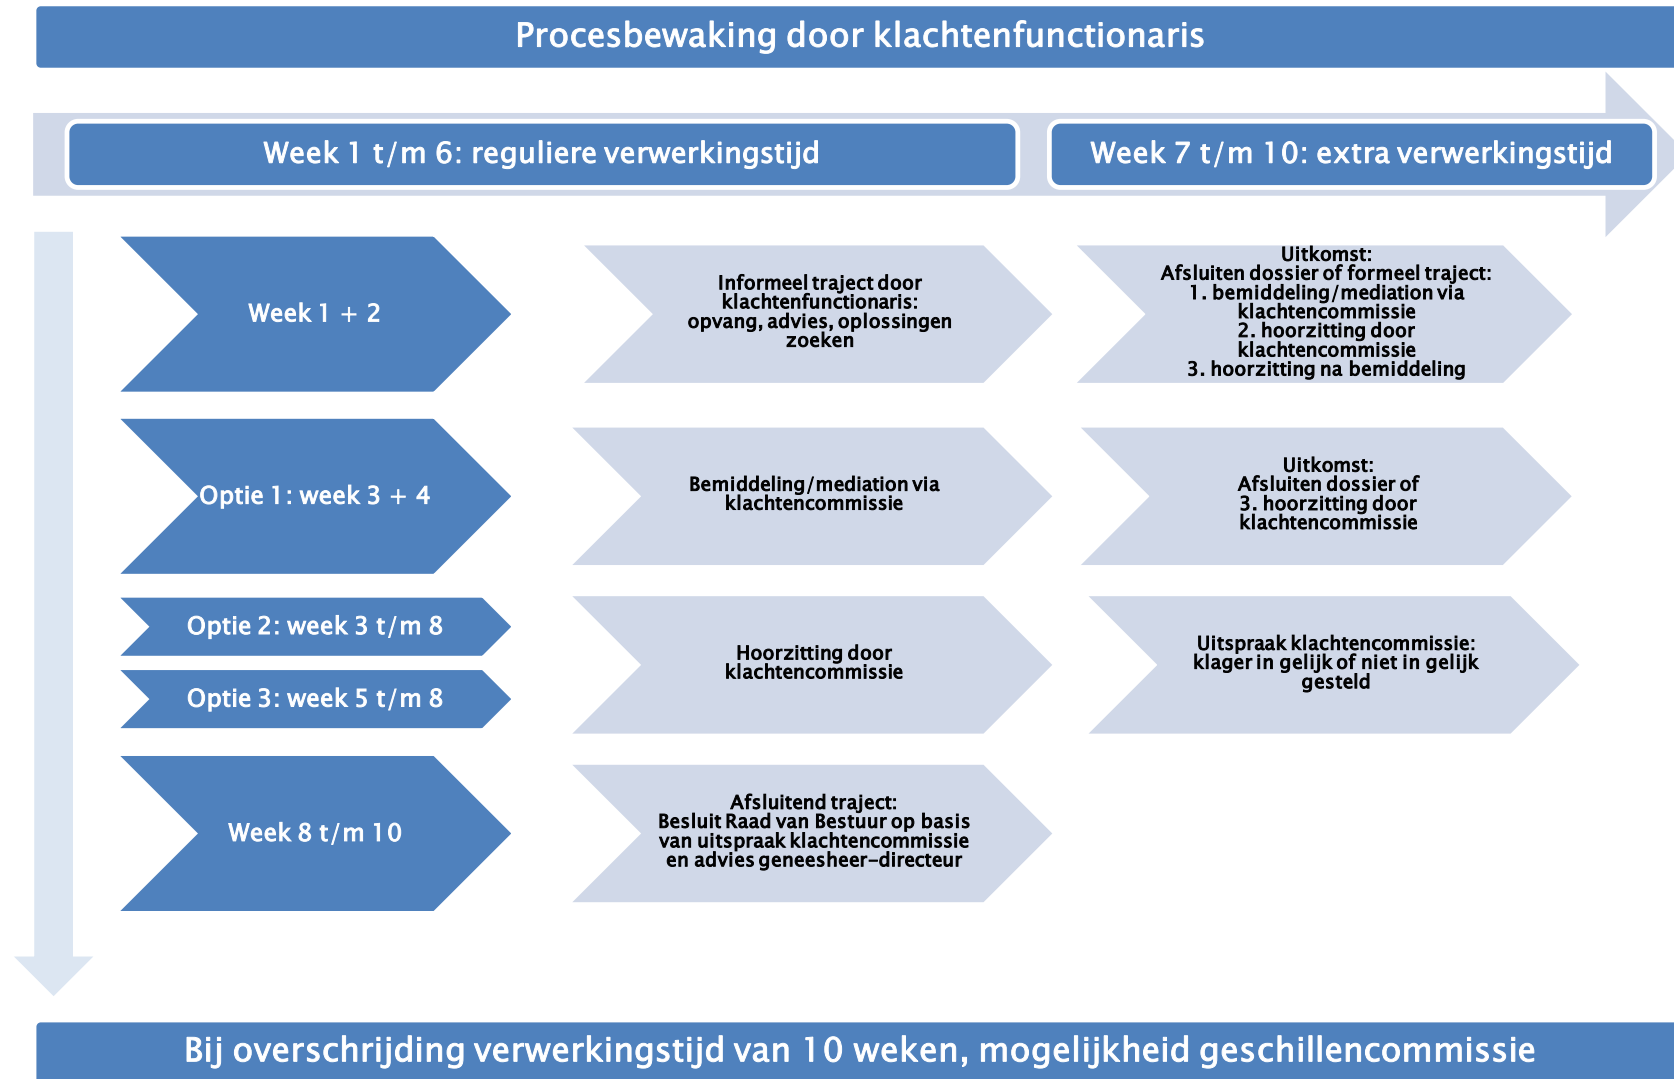 Procesbewaking door klachtenfunctionaris
Week 1 t/m 6: reguliere verwerkingstijd
Week 7 t/m 10: extra verwerkingstijd
Week 1 + 2
Informeel traject door
klachtenfunctionaris:
opvang, advies, oplossingen
zoeken
Uitkomst:
Afsluiten dossier of formeel traject:
1. bemiddeling/mediation via
klachtencommissie
2. hoorzitting door
klachtencommissie
3. hoorzitting na bemiddeling
Optie 1: week 3 + 4
Bemiddeling/mediation via
klachtencommissie
Uitkomst:
Afsluiten dossier of
3. hoorzitting door
klachtencommissie
Optie 2: week 3 t/m 8
Optie 3: week 5 t/m 8
Hoorzitting door
klachtencommissie
Uitspraak klachtencommissie:
klager in gelijk of niet in gelijk
gesteld
Week 8 t/m 10
Afsluitend traject:
Besluit Raad van Bestuur op basis
van uitspraak klachtencommissie
en advies geneesheer-directeur
Bij overschrijding verwerkingstijd van 10 weken, mogelijkheid geschillencommissie